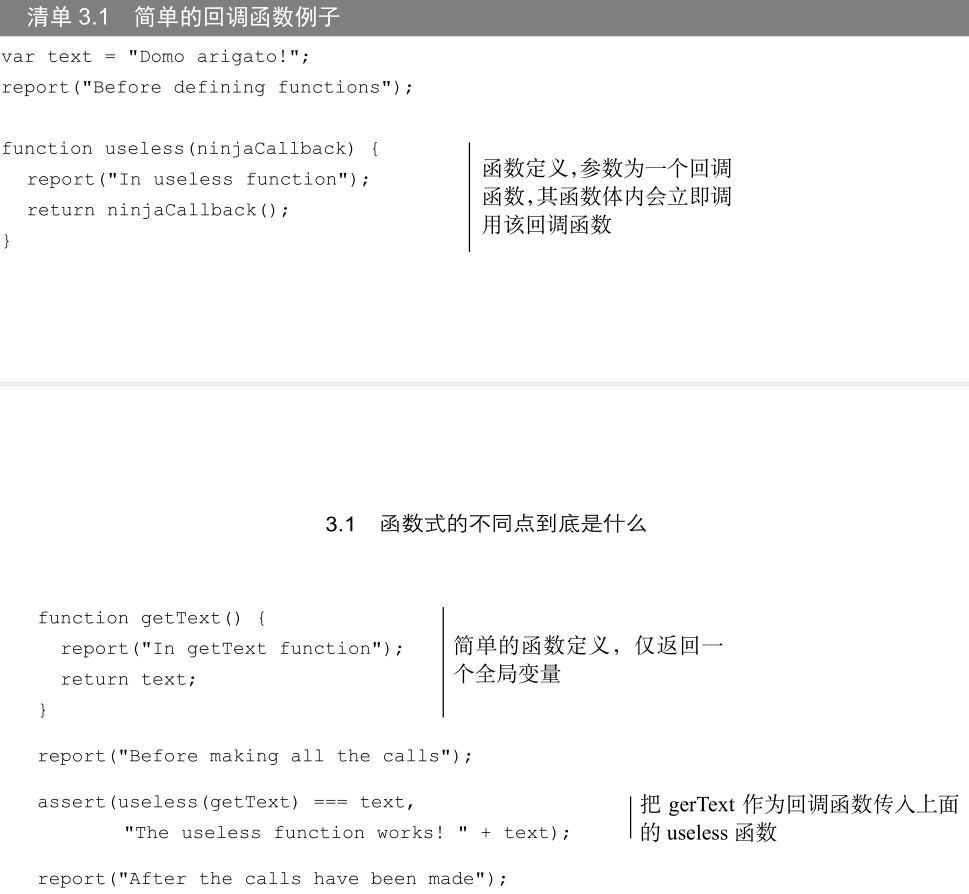 清单 3.1 简单的回调函数例子
var text = "Domo arigato!";
report("Before defining functions");
function useless(ninjaCallback) {
report("In useless function");
return ninjaCallback();
}
函数定义,参数为一个回调
函数,其函数体内会立即调
用该回调函数
3.1 函数式的不同点到底是什么
function getText() {
report("In getText function");
return text;
}
简单的函数定义，仅返回一
个全局变量
report("Before making all the calls");
assert(useless(getText) === text,
"The useless function works! " + text);
把 gerText 作为回调函数传入上面
的 useless 函数
report("After the calls have been made");